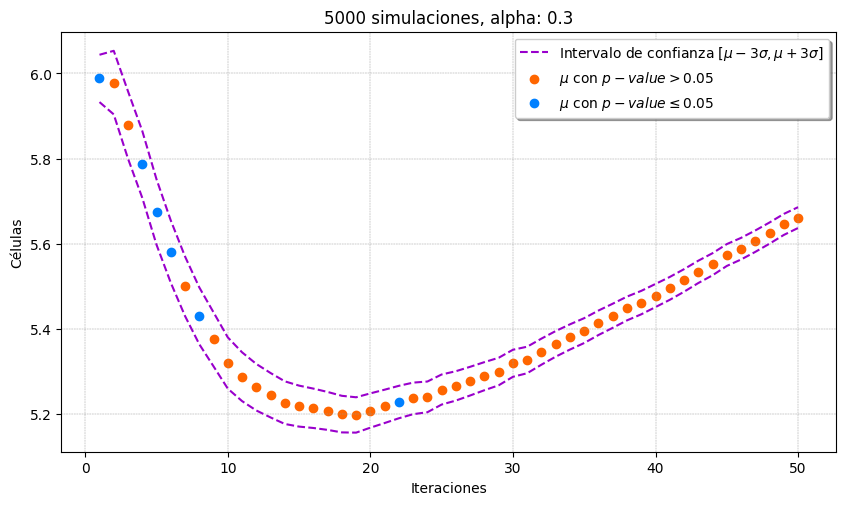 5000 simulaciones, alpha: 0.3
Intervalo de confianza [μ − 3σ, μ + 3σ]
μ con p − value > 0.05
μ con p − value ≤ 0.05
Células
6.0
5.8
5.6
5.4
5.2
0 10 20 30 40 50
Iteraciones